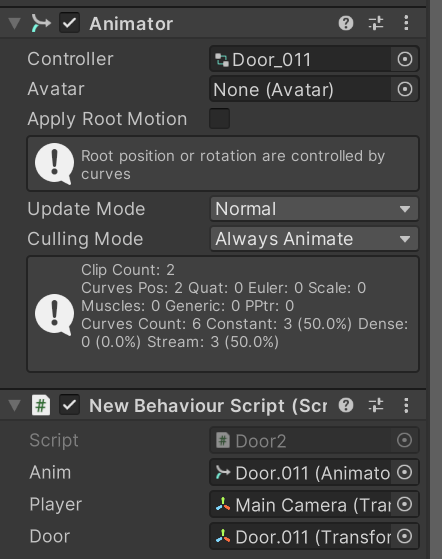 Animator
Controller Door_011
Avatar None (Avatar)
Apply Root Motion
Root position or rotation are controlled by
curves
Update Mode Normal
Culling Mode Always Animate
Clip Count: 2
Curves Pos: 2 Quat: 0 Euler: 0 Scale: 0
Muscles: 0 Generic: 0 PPtr: 0
Curves Count: 6 Constant: 3 (50.0%) Dense:
0 (0.0%) Stream: 3 (50.0%)
# New Behaviour Script (Scr
Script # Door2
Anim Door.011 (Animato
Player Main Camera (Tra
Door Door.011 (Transfor